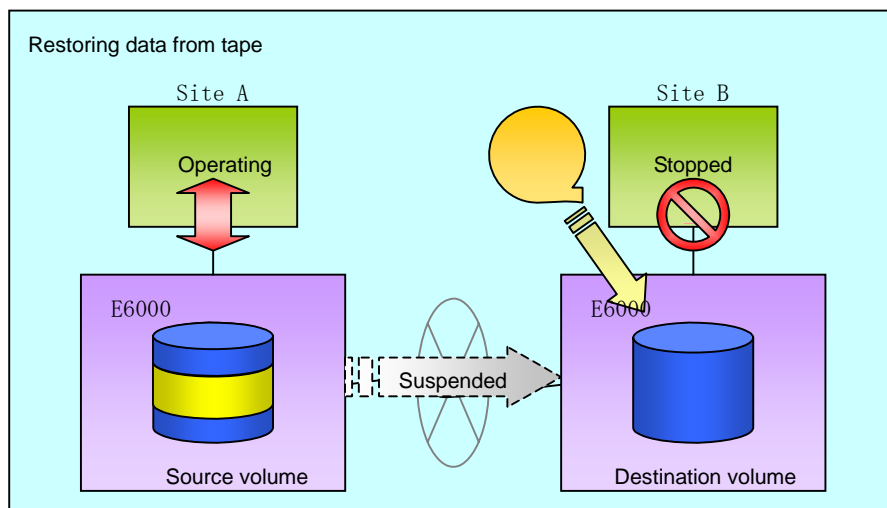 Restoring data from tape
Site A
Site B
Operating
Stopped
E6000
E6000
Suspended
Source volume
Destination volume